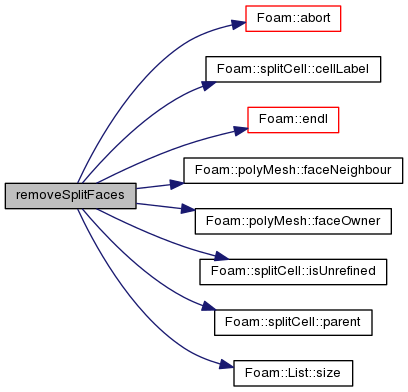 Foam::abort
Foam::splitCell::cellLabel
Foam::endl
Foam::polyMesh::faceNeighbour
removeSplitFaces
Foam::polyMesh::faceOwner
Foam::splitCell::isUnrefined
Foam::splitCell::parent
Foam::List::size